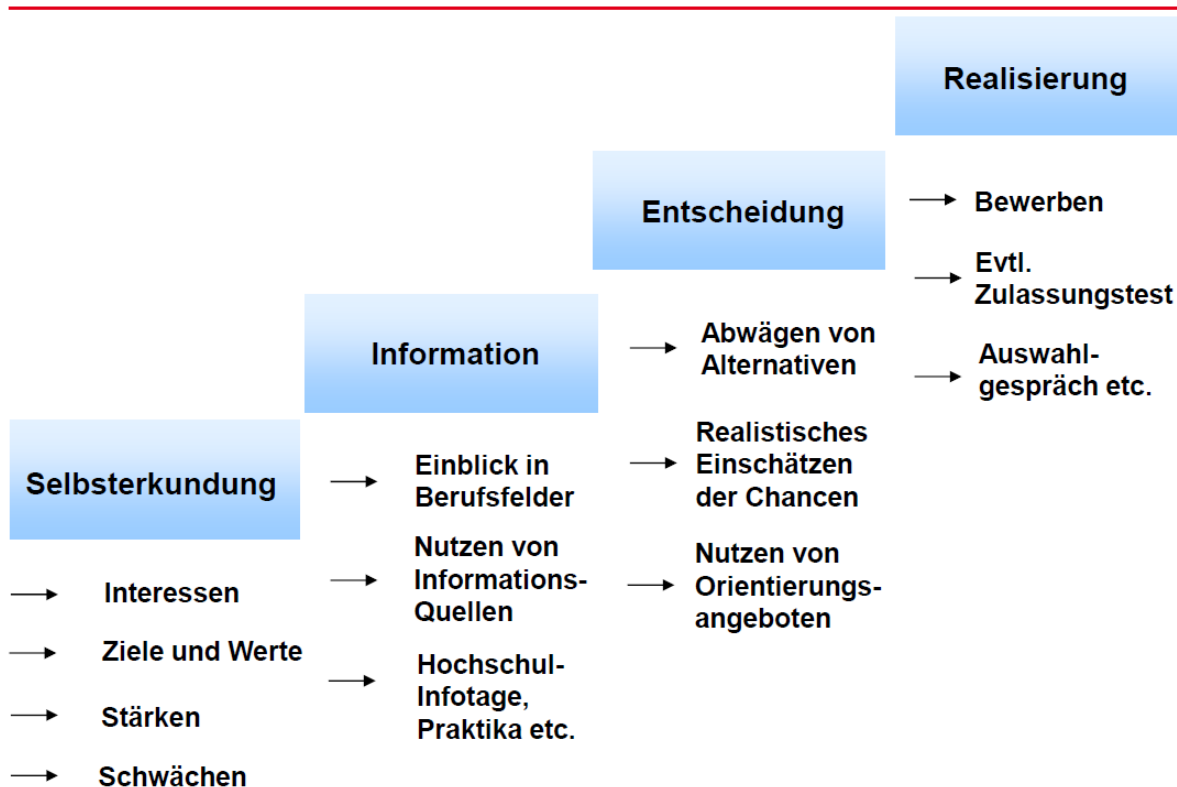 Selbsterkundung
Interessen
Ziele und Werte
Stärken
Schwächen
Information
Einblick in
Berufsfelder
Nutzen von
Informations-
Quellen
Hochschul-
Infotage,
Praktika etc.
Entscheidung
Abwägen von
Alternativen
Realistisches
Einschätzen
der Chancen
Nutzen von
Orientierungs-
angeboten
Realisierung
Bewerben
Evtl.
Zulassungstest
Auswahl-
gespräch etc.